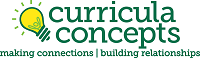 curricula
concepts
making connections | building relationships